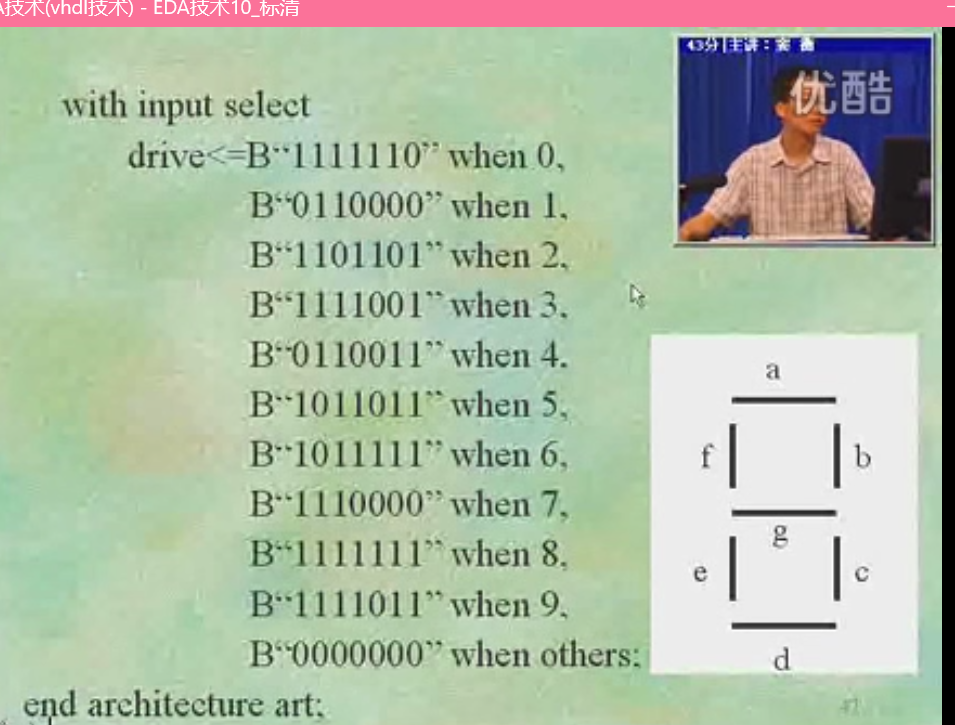 技术(vhdl技术) - EDA技术10_标清
43分|主讲：
优酷
with input select
drive<=B“1111110” when 0,
B“0110000” when 1,
B“1101101” when 2,
B“1111001” when 3,
B“0110011” when 4,
B“1011011” when 5,
B“1011111” when 6,
B“1110000” when 7,
B“1111111” when 8,
B“1111011” when 9,
B“0000000” when others;
end architecture art;
a
f b
g
e c
d
47